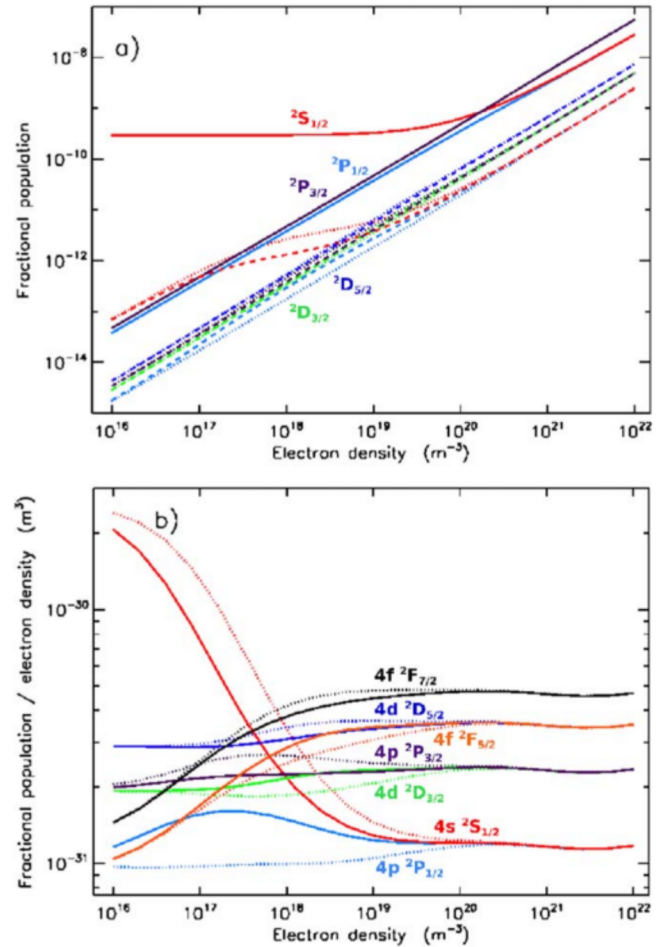 a)
10⁻⁸
10⁻¹⁰
10⁻¹²
10⁻¹⁴
Fractional population
²S₁/₂
²P₁/₂
²P₃/₂
²D₅/₂
²D₃/₂
10¹⁶ 10¹⁷ 10¹⁸ 10¹⁹ 10²⁰ 10²¹ 10²²
Electron density (m⁻³)
b)
10⁻³⁰
10⁻³¹
Fractional population / electron density (m³)
4f ²F₇/₂
4d ²D₅/₂
4f ²F₅/₂
4p ²P₃/₂
4d ²D₃/₂
4s ²S₁/₂
4p ²P₁/₂
10¹⁶ 10¹⁷ 10¹⁸ 10¹⁹ 10²⁰ 10²¹ 10²²
Electron density (m⁻³)